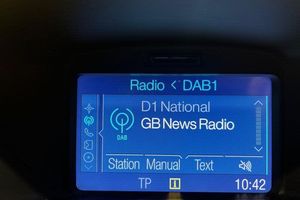 Radio < DAB1
D1 National
GB News Radio
DAB
Station Manual Text
TP i 10:42